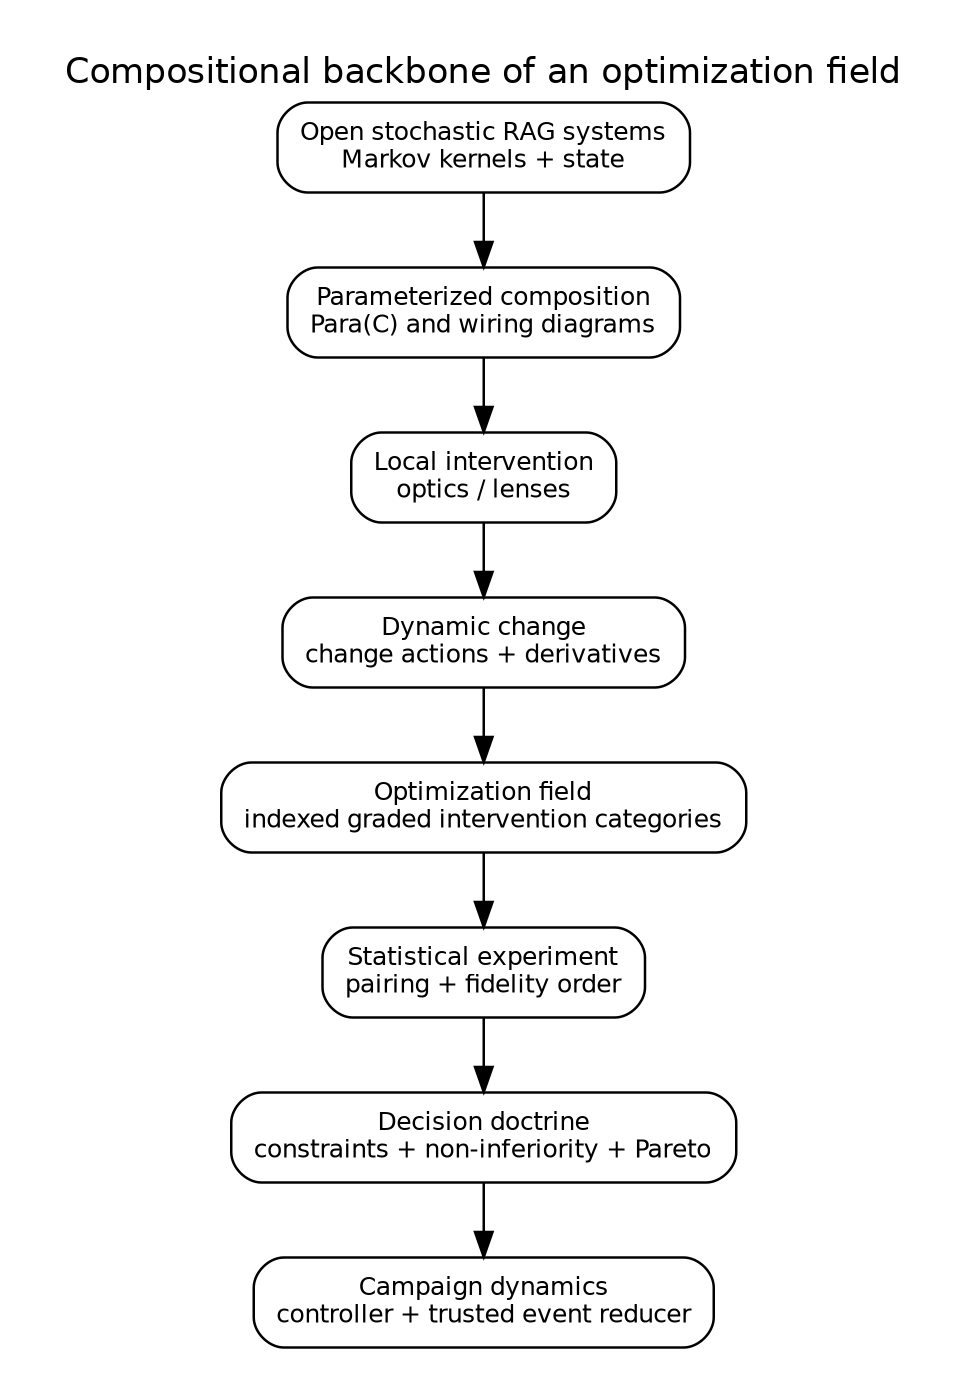 Compositional backbone of an optimization field
Open stochastic RAG systems
Markov kernels + state
Parameterized composition
Para(C) and wiring diagrams
Local intervention
optics / lenses
Dynamic change
change actions + derivatives
Optimization field
indexed graded intervention categories
Statistical experiment
pairing + fidelity order
Decision doctrine
constraints + non-inferiority + Pareto
Campaign dynamics
controller + trusted event reducer